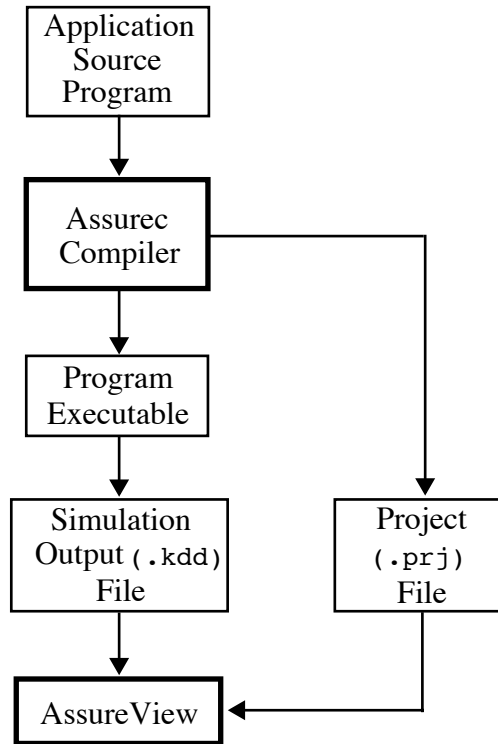 Application
Source
Program
Assurec
Compiler
Program
Executable
Simulation
Output (.kdd)
File
Project
(.prj)
File
AssureView